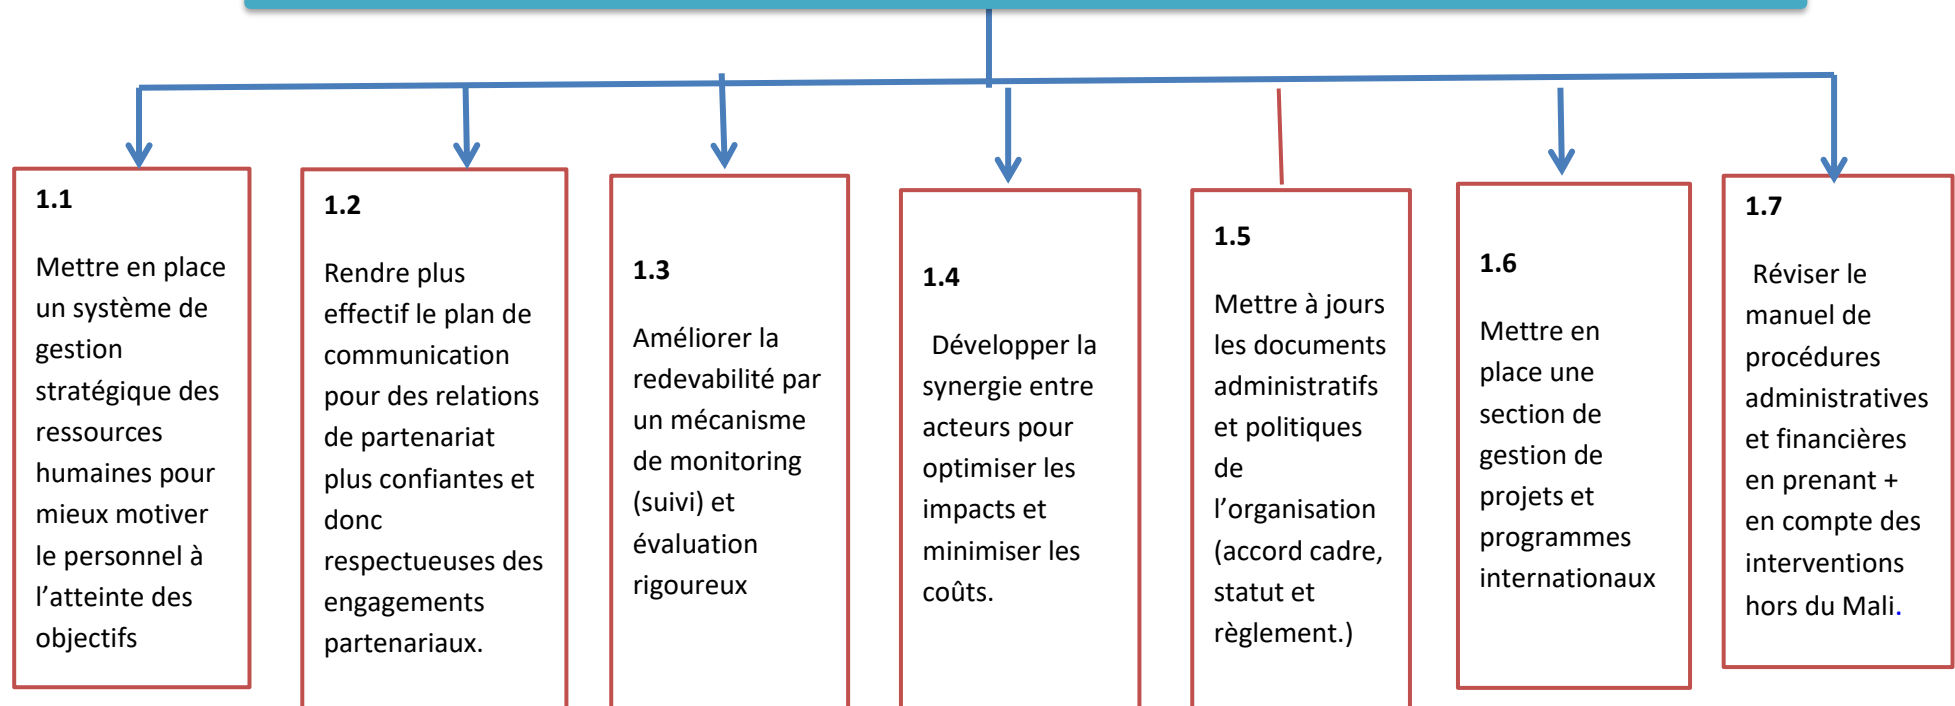 1.1
Mettre en place
un système de
gestion
stratégique des
ressources
humaines pour
mieux motiver
le personnel à
l’atteinte des
objectifs
1.2
Rendre plus
effectif le plan de
communication
pour des relations
de partenariat
plus confiantes et
donc
respectueuses des
engagements
partenariaux.
1.3
Améliorer la
redevabilité par
un mécanisme
de monitoring
(suivi) et
évaluation
rigoureux
1.4
Développer la
synergie entre
acteurs pour
optimiser les
impacts et
minimiser les
coûts.
1.5
Mettre à jours
les documents
administratifs
et politiques
de
l’organisation
(accord cadre,
statut et
règlement.)
1.6
Mettre en
place une
section de
gestion de
projets et
programmes
internationaux
1.7
Réviser le
manuel de
procédures
administratives
et financières
en prenant +
en compte des
interventions
hors du Mali.